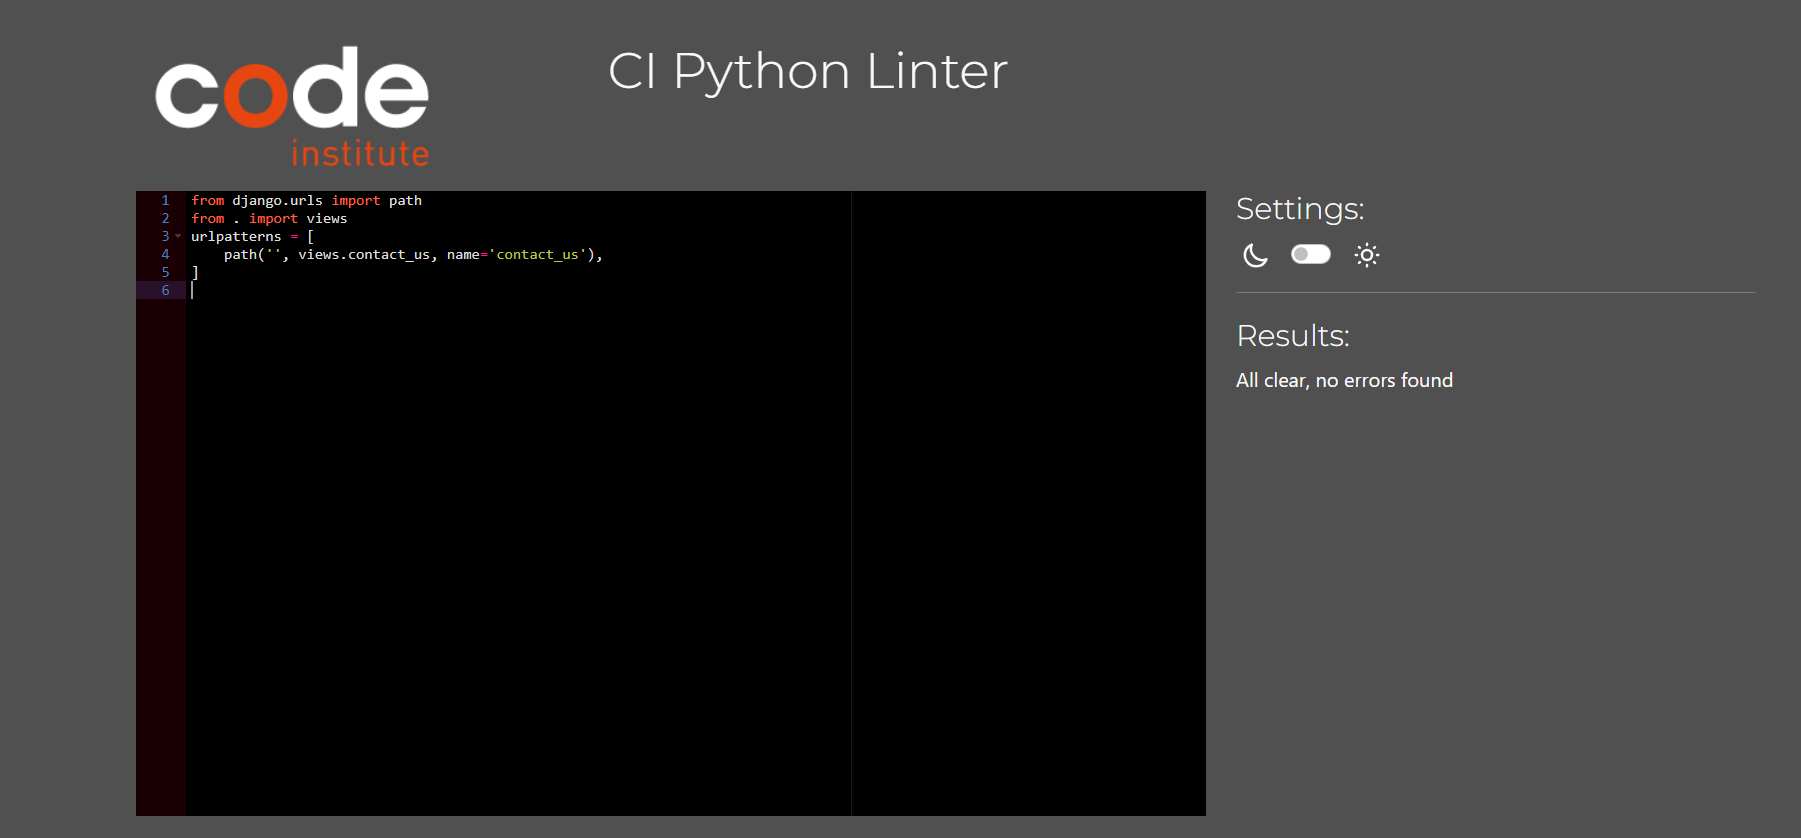 code
institute
CI Python Linter
1 from django.urls import path
2 from . import views
3 urlpatterns = [
4     path('', views.contact_us, name='contact_us'),
5 ]
6
Settings:
Results:
All clear, no errors found